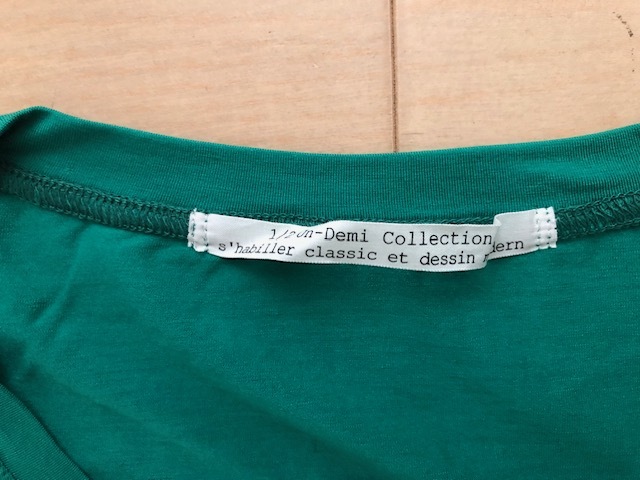 -Demi Collection
s'habiller classic et dessin